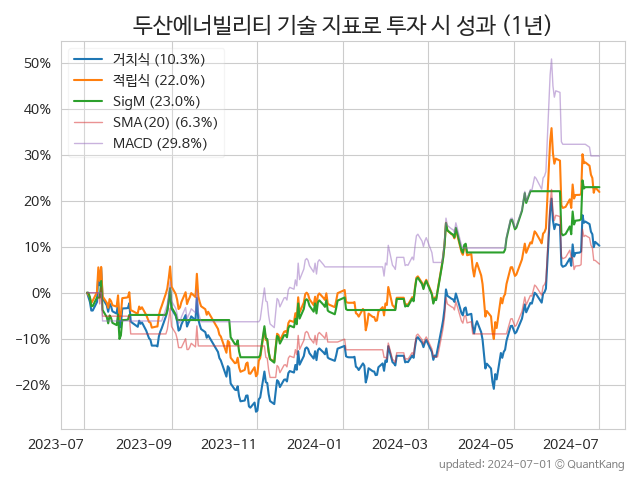 두산에너빌리티 기술 지표로 투자 시 성과 (1년)
거치식 (10.3%)
적립식 (22.0%)
SigM (23.0%)
SMA(20) (6.3%)
MACD (29.8%)
50%
40%
30%
20%
10%
0%
−10%
−20%
2023-07 2023-09 2023-11 2024-01 2024-03 2024-05 2024-07
updated: 2024-07-01 © QuantKang